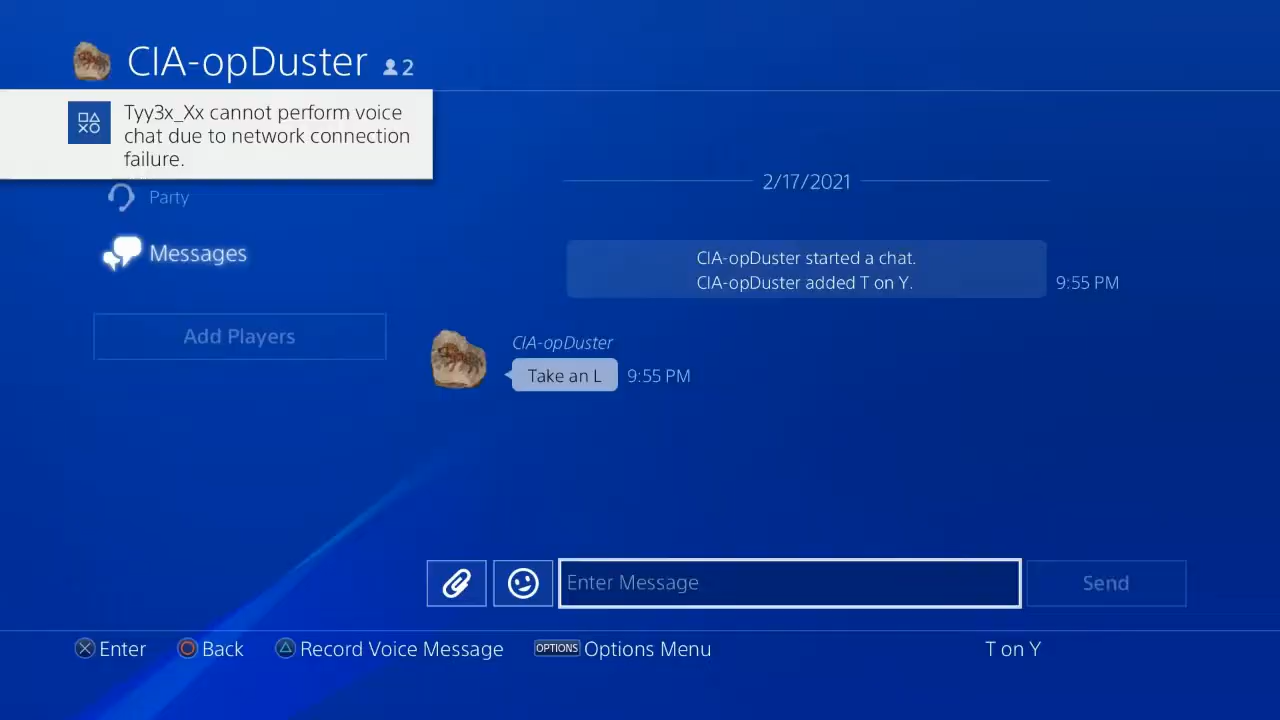 CIA-opDuster 2
Tyy3x_Xx cannot perform voice
chat due to network connection
failure.
Party
Messages
Add Players
2/17/2021
CIA-opDuster started a chat.
CIA-opDuster added T on Y.
9:55 PM
CIA-opDuster
Take an L 9:55 PM
Enter Message
Send
Enter Back Record Voice Message OPTIONS Options Menu T on Y